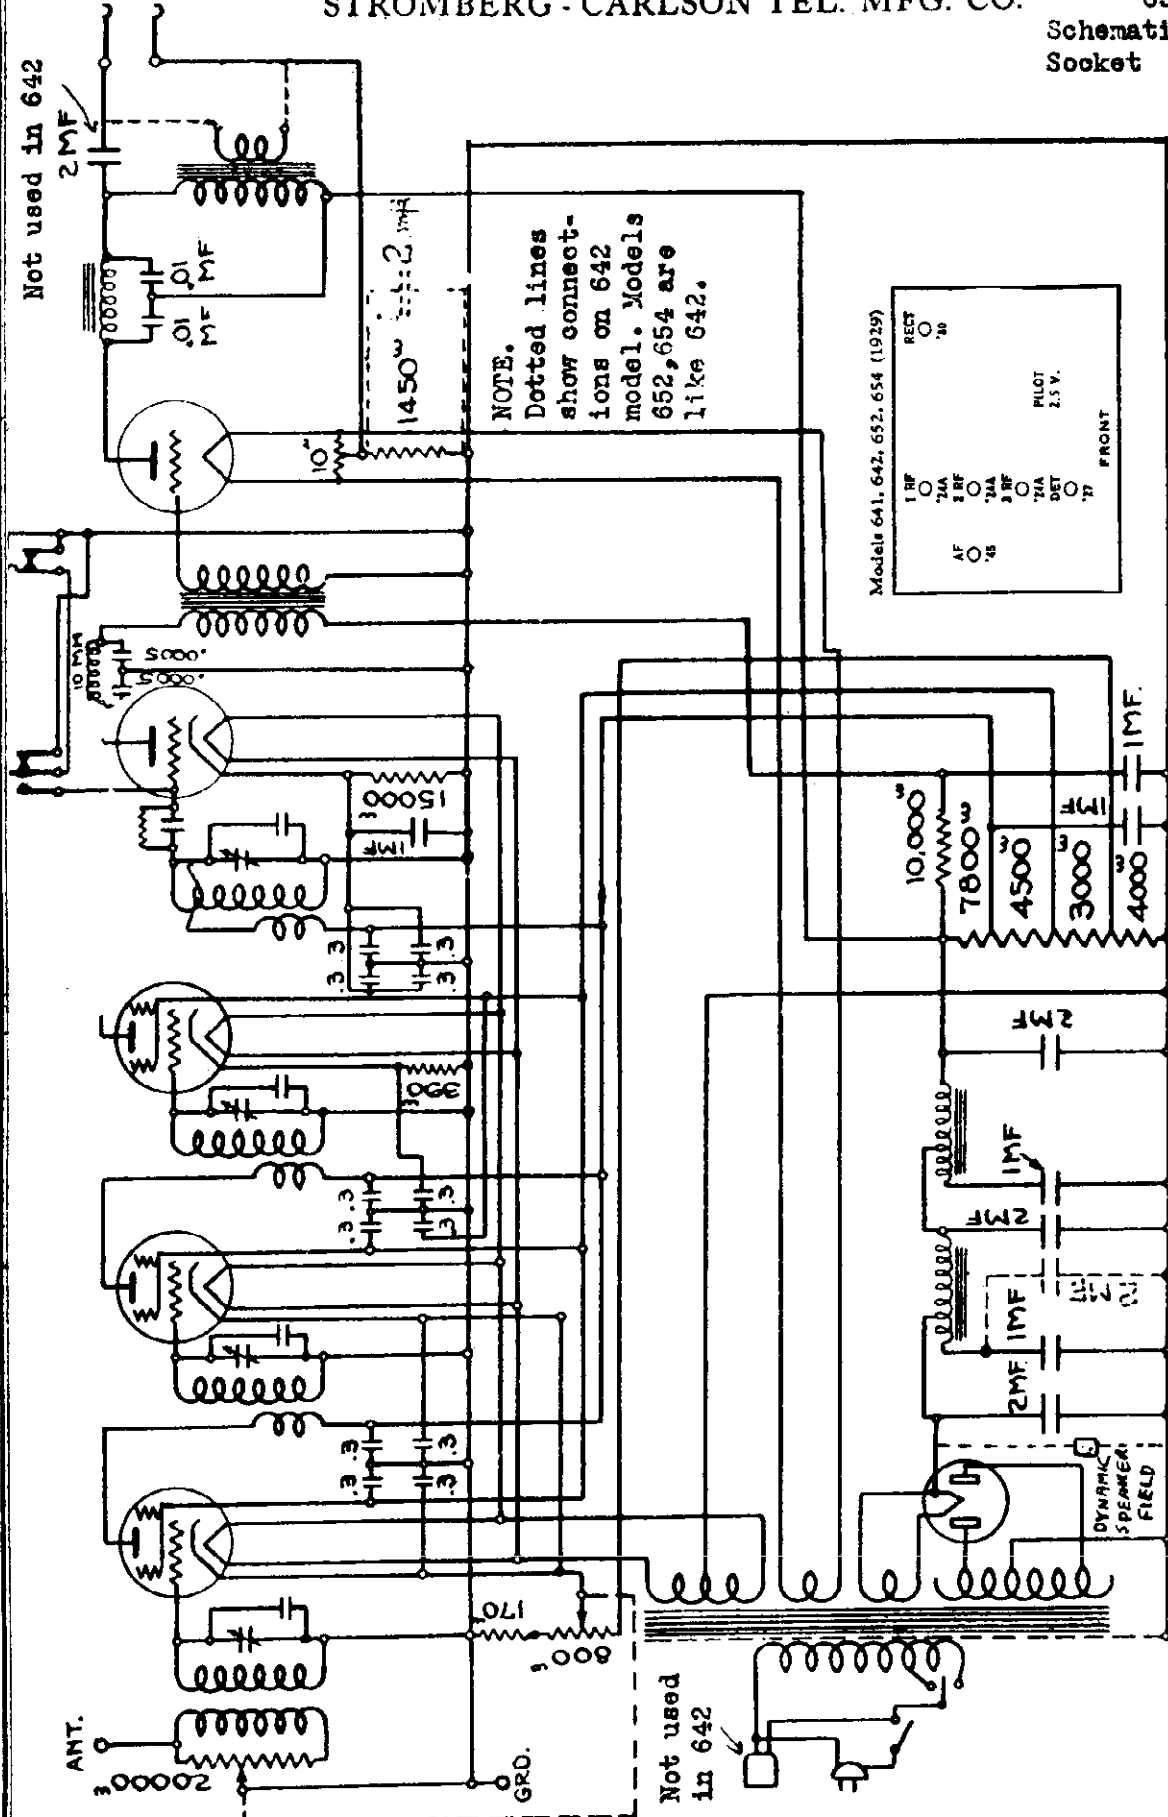 STROMBERG - CARLSON TEL. MFG. CO.
Schemati
Socket
Not used in 642
2MF
.01
MF
.01
MF
1450ω
2 MF
10ω
NOTE.
Dotted lines
show connect-
ions on 642
model. Models
652,654 are
like 642.
Models 641, 642, 652, 654 (1929)
RECT
'80
1 RF
'24A
2 RF
'24A
3 RF
'24A
DET
'27
AF
'45
PILOT
2.5 V.
FRONT
10 MH
.0005
.0005
15000ω
1MF
.3
.3
.3
.3
390ω
.3
.3
.3
.3
.3
.3
.3
.3
170
800ω
ANT.
20000ω
GRD.
10,000ω
7800ω
4500ω
3000ω
4000ω
1MF.
1MF
2MF
1MF
2MF
1MF
2MF
DYNAMIC
SPEAKER
FIELD
Not used
in 642